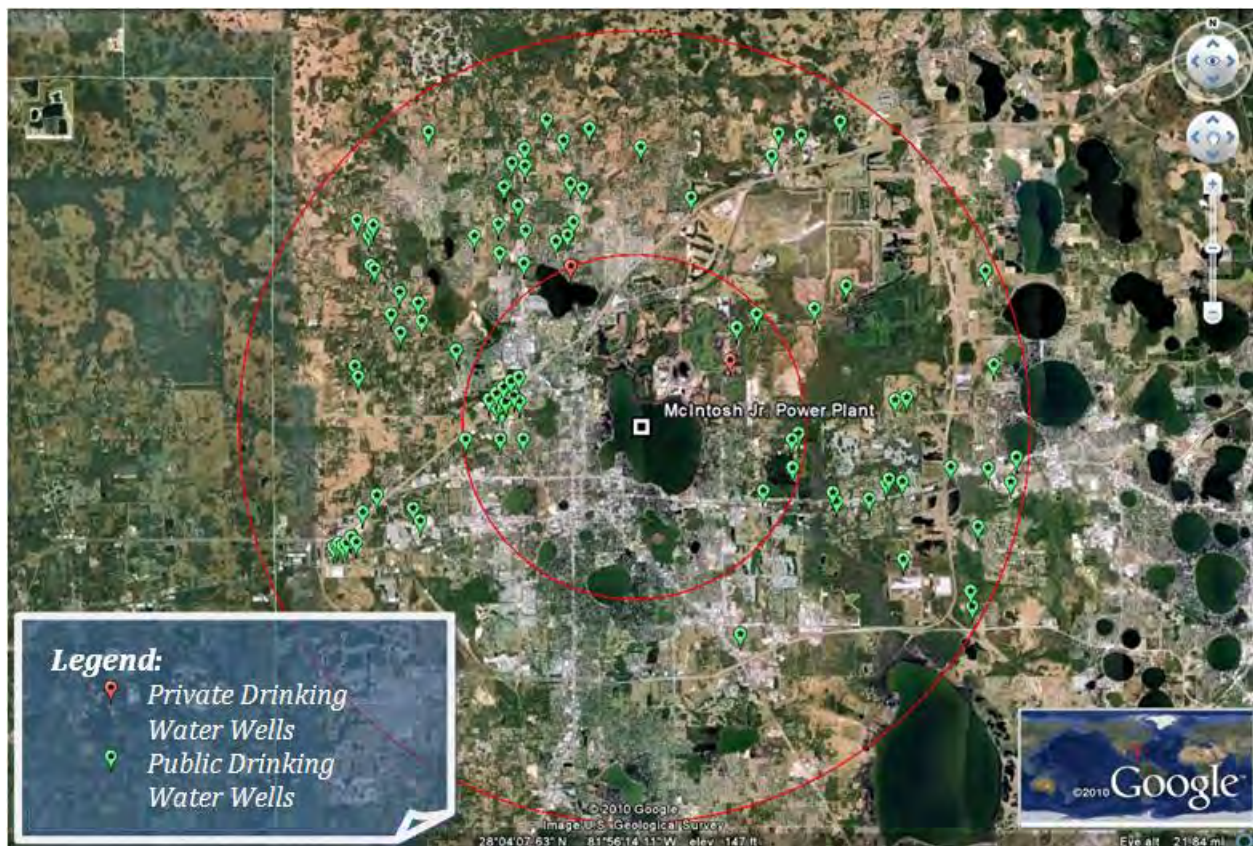 N
McIntosh Jr. Power Plant
Legend:
Private Drinking
Water Wells
Public Drinking
Water Wells
©2010 Google™
© 2010 Google
Image U.S. Geological Survey
28°04'07.63" N 81°56'14.11" W elev 147 ft
Eye alt 21.84 mi